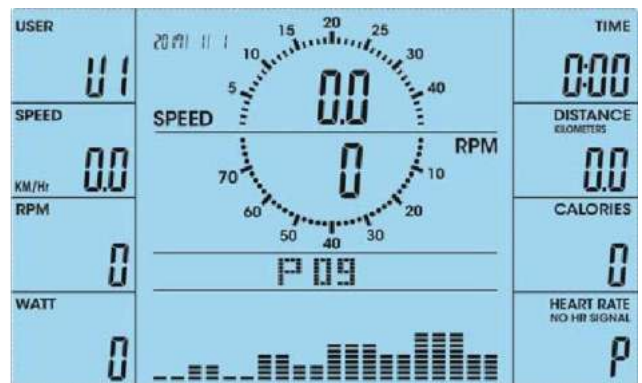 USER
U 1
SPEED
KM/Hr 0.0
RPM
0
WATT
0
15 20 25
10 30
5 40
SPEED 0.0
RPM
0
70 10
60 20
50 40 30
P 09
TIME
0:00
DISTANCE
KILOMETERS
0.0
CALORIES
0
HEART RATE
NO HR SIGNAL
P